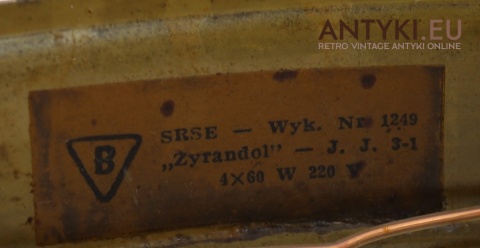 ANTYKI.EU
RETRO VINTAGE ANTYKI ONLINE
SRSE — Wyk. Nr 1249
B „Żyrandol" — J. J. 3-1
4×60 W 220 V